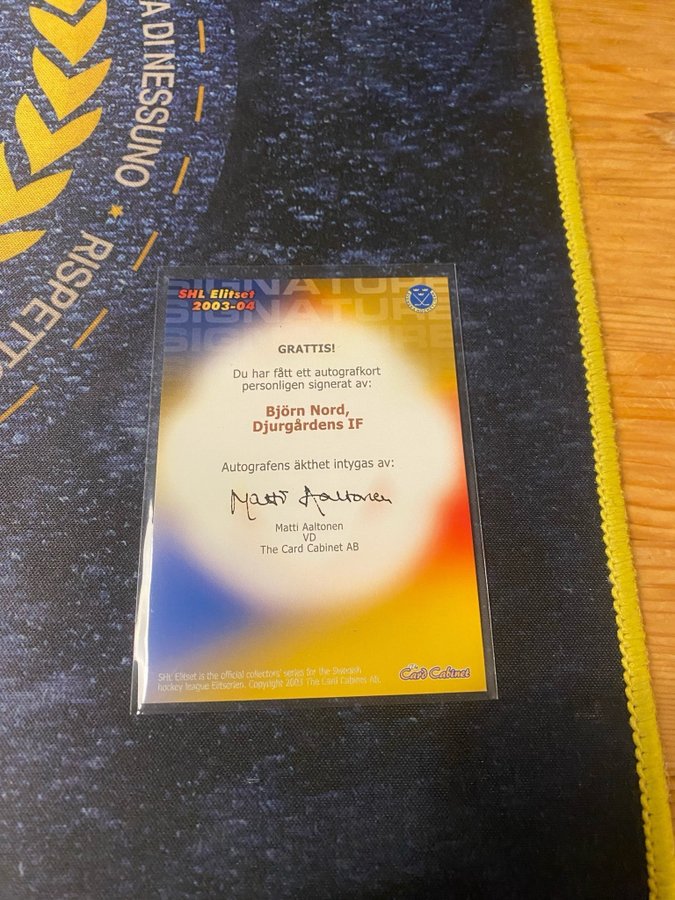 A DI NESSUNO ★ RISPETTO
SIGNATURE
SIGNATURE
SIGNATURE
SHL Elitset
2003-04
GRATTIS!
Du har fått ett autografkort
personligen signerat av:
Björn Nord,
Djurgårdens IF
Autografens äkthet intygas av:
Matti Aaltonen
Matti Aaltonen
VD
The Card Cabinet AB
SHL Elitset is the official collectors' series for the Swedish
hockey league Elitserien. Copyright 2003 The Card Cabinet AB.
Card Cabinet